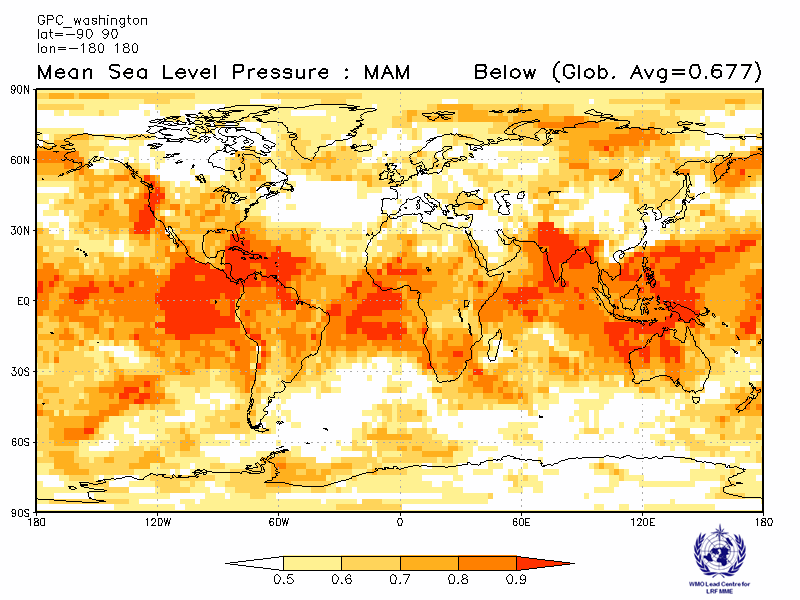 GPC_washington
lat=-90 90
lon=-180 180
Mean Sea Level Pressure : MAM Below (Glob. Avg=0.677)
90N
60N
30N
EQ
30S
60S
90S
180 120W 60W 0 60E 120E 180
0.5 0.6 0.7 0.8 0.9
WMO Lead Centre for
LRF MME